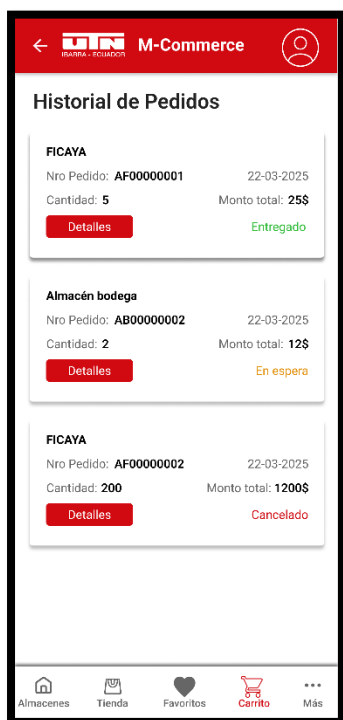 UTN
IBARRA - ECUADOR
M-Commerce
Historial de Pedidos
FICAYA
Nro Pedido: AF00000001 22-03-2025
Cantidad: 5 Monto total: 25$
Detalles Entregado
Almacén bodega
Nro Pedido: AB00000002 22-03-2025
Cantidad: 2 Monto total: 12$
Detalles En espera
FICAYA
Nro Pedido: AF00000002 22-03-2025
Cantidad: 200 Monto total: 1200$
Detalles Cancelado
Almacenes Tienda Favoritos Carrito Más